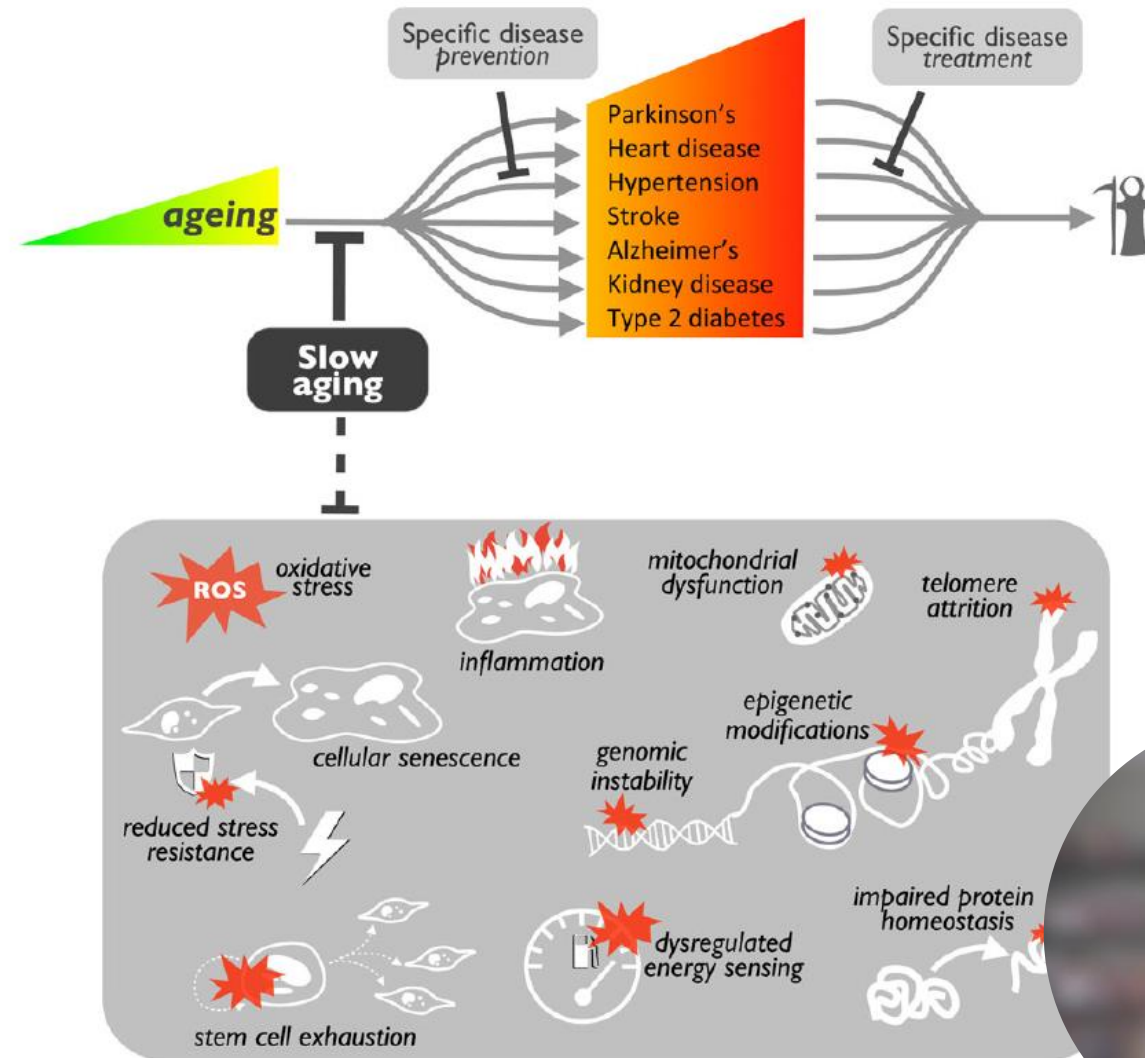 Specific disease
prevention
Specific disease
treatment
Parkinson's
Heart disease
Hypertension
Stroke
Alzheimer's
Kidney disease
Type 2 diabetes
ageing
Slow
aging
ROS
oxidative
stress
inflammation
mitochondrial
dysfunction
telomere
attrition
cellular senescence
epigenetic
modifications
genomic
instability
reduced stress
resistance
stem cell exhaustion
dysregulated
energy sensing
impaired protein
homeostasis